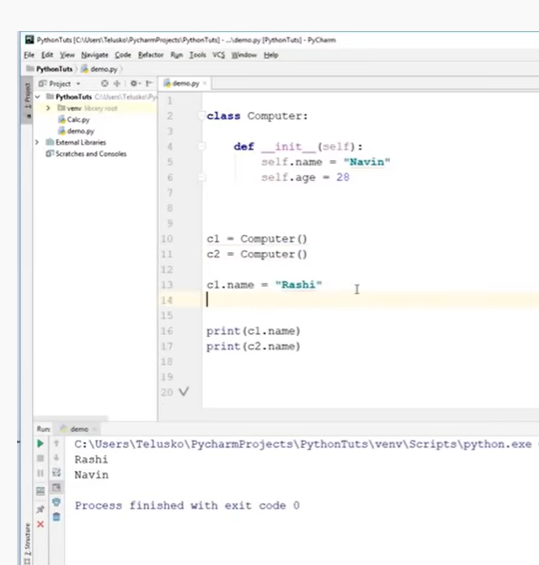 PythonTuts [C:\Users\Telusko\PycharmProjects\PythonTuts] - ...\demo.py [PythonTuts] - PyCharm
File Edit View Navigate Code Refactor Run Tools VCS Window Help
PythonTuts demo.py
Project demo.py
1: Project
PythonTuts C:\Users\Telusko\Py
venv library root
Calc.py
demo.py
External Libraries
Scratches and Consoles
1
2 class Computer:
3
4 def __init__(self):
5 self.name = "Navin"
6 self.age = 28
7
8
9
10 c1 = Computer()
11 c2 = Computer()
12
13 c1.name = "Rashi"
14
15
16 print(c1.name)
17 print(c2.name)
18
19
20
Run: demo
C:\Users\Telusko\PycharmProjects\PythonTuts\venv\Scripts\python.exe
Rashi
Navin
Process finished with exit code 0
Z: Structure